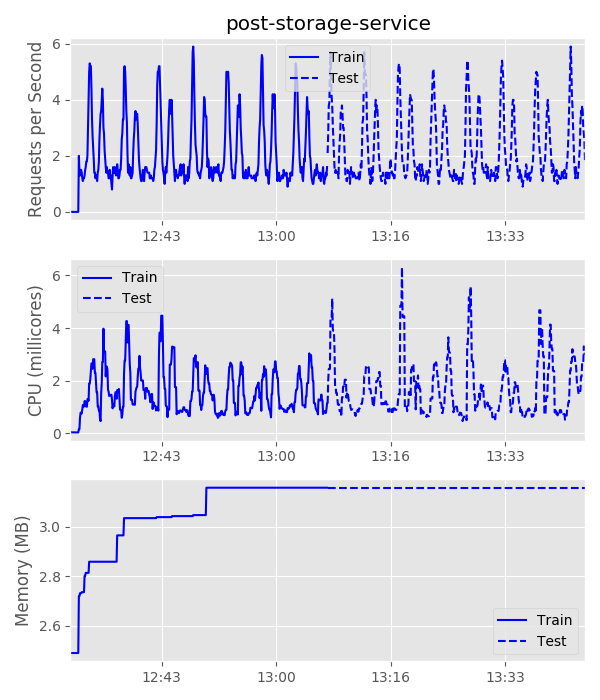 post-storage-service
Requests per Second
6
4
2
0
Train
Test
12:43
13:00
13:16
13:33
CPU (millicores)
6
4
2
0
Train
Test
12:43
13:00
13:16
13:33
Memory (MB)
3.0
2.8
2.6
Train
Test
12:43
13:00
13:16
13:33